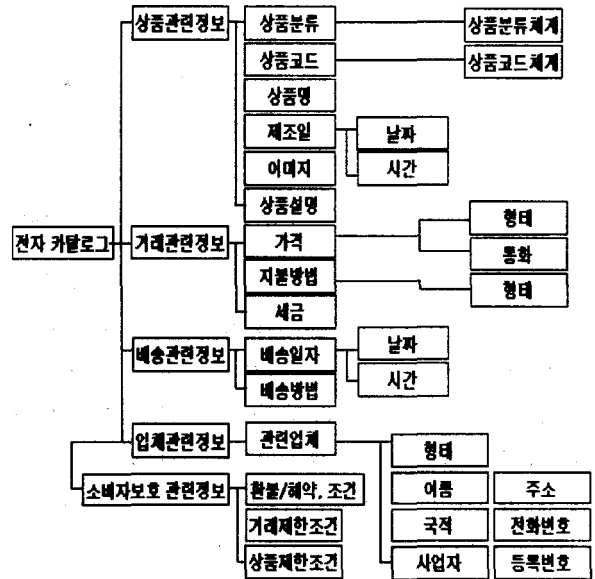 상품관련정보 상품분류 상품분류체계
상품코드 상품코드체계
상품명
제조일 날짜
이미지 시간
상품설명
형태
전자 카탈로그 거래관련정보 가격
통화
지불방법 형태
세금
배송관련정보 배송일자 날짜
배송방법 시간
업체관련정보 관련업체 형태
소비자보호 관련정보 환불/해약, 조건 이름 주소
거래제한조건 국적 전화번호
상품제한조건 사업자 등록번호